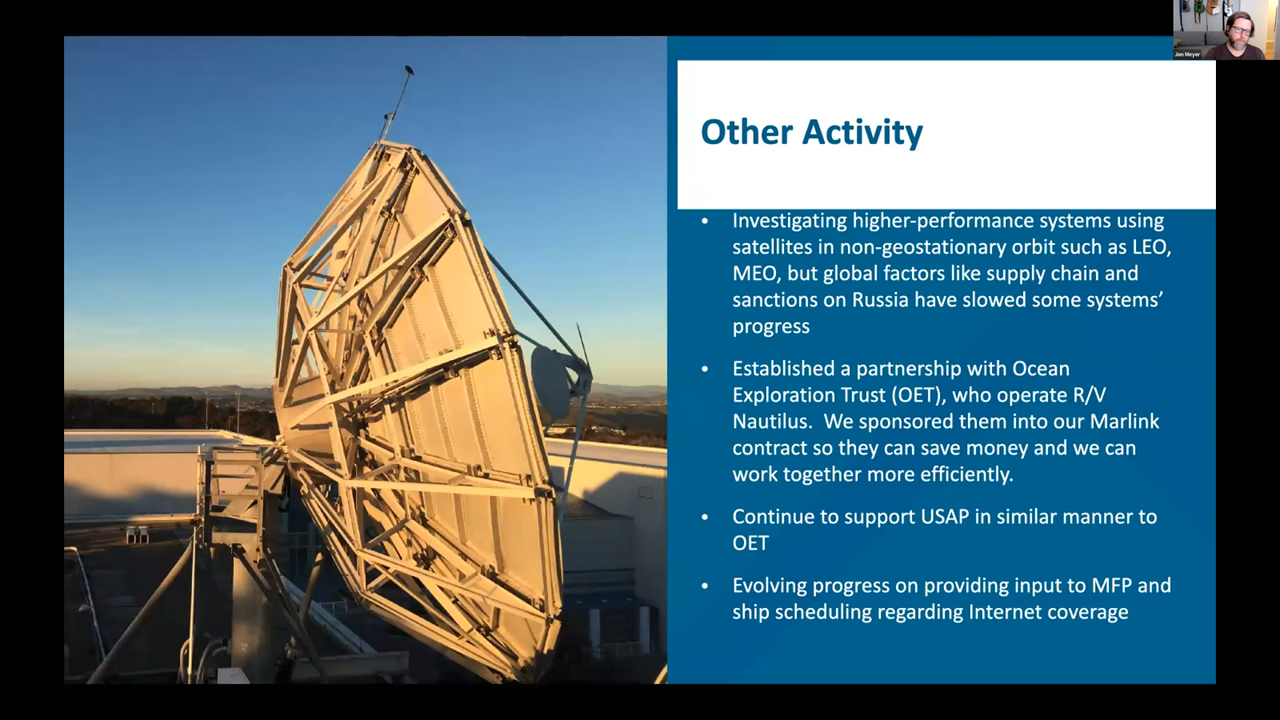 Jon Meyer
Other Activity
• Investigating higher-performance systems using
satellites in non-geostationary orbit such as LEO,
MEO, but global factors like supply chain and
sanctions on Russia have slowed some systems’
progress
• Established a partnership with Ocean
Exploration Trust (OET), who operate R/V
Nautilus.  We sponsored them into our Marlink
contract so they can save money and we can
work together more efficiently.
• Continue to support USAP in similar manner to
OET
• Evolving progress on providing input to MFP and
ship scheduling regarding Internet coverage